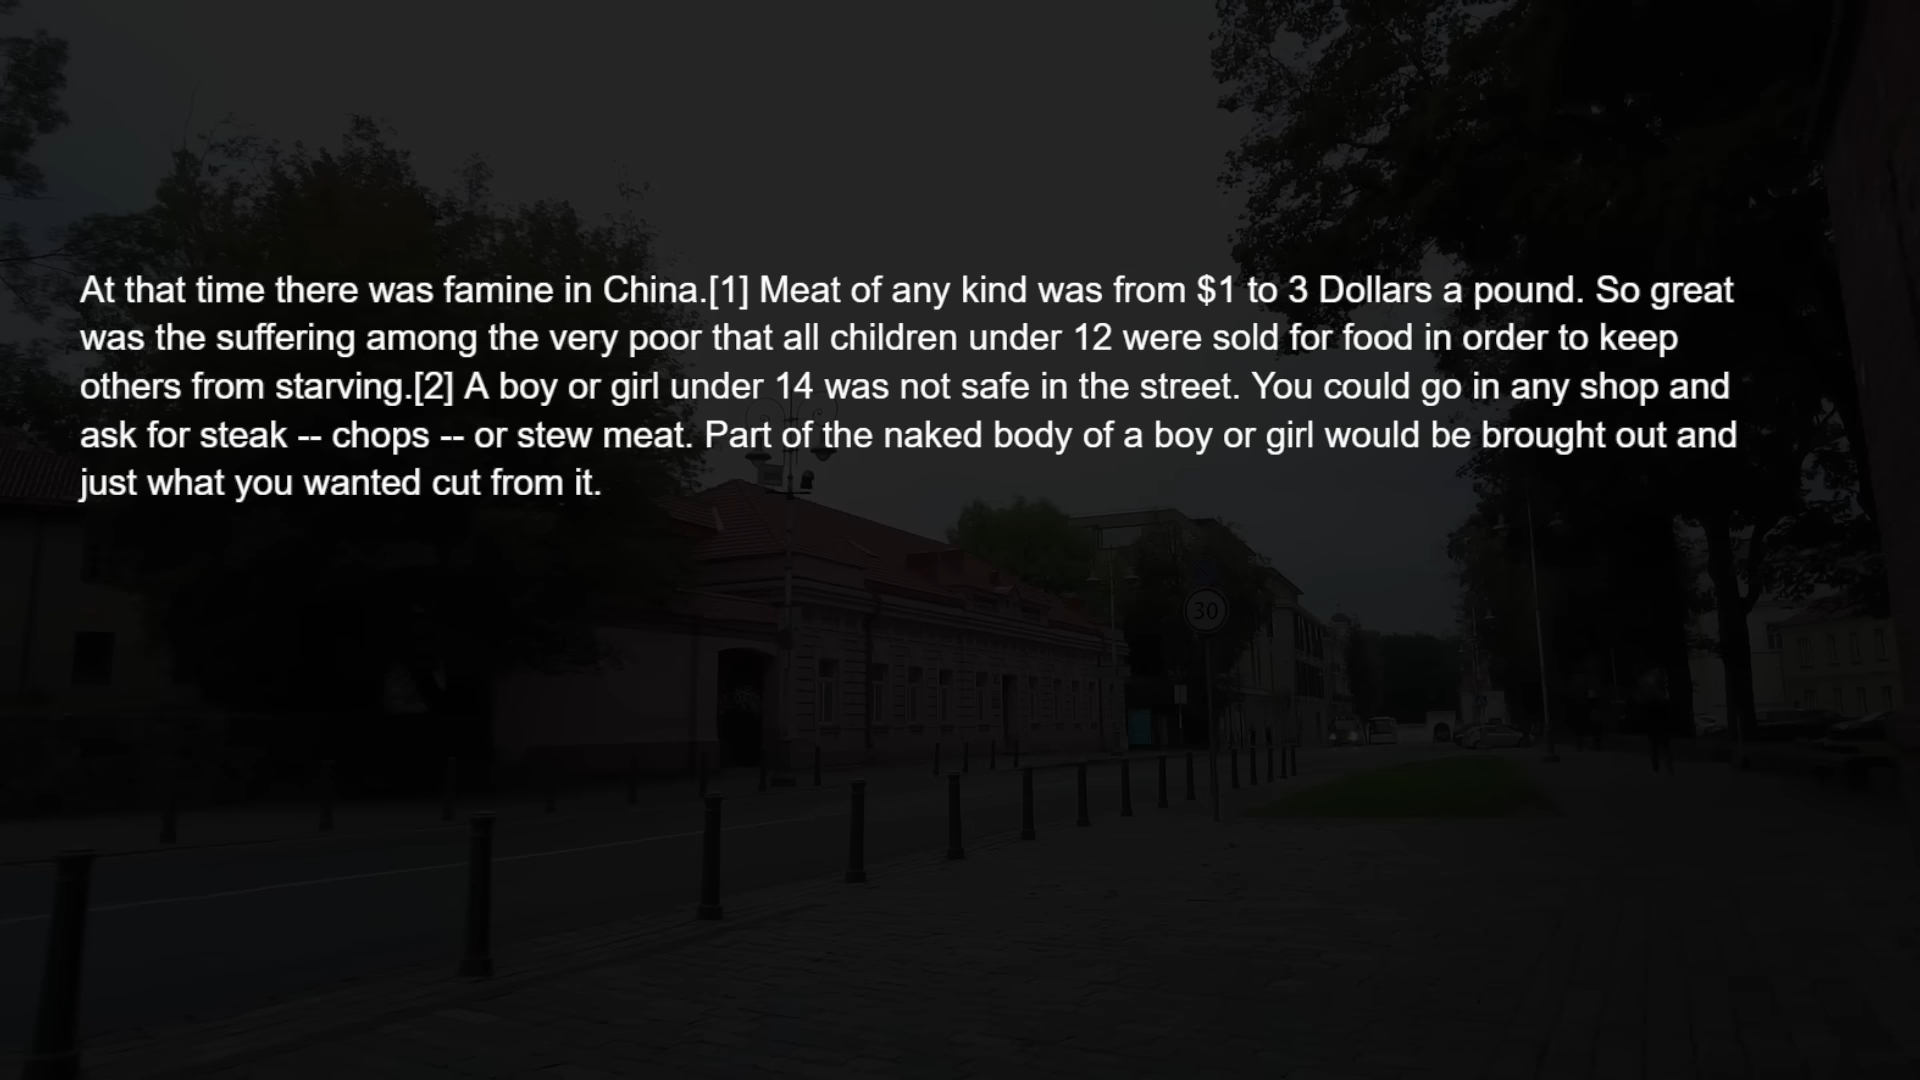 At that time there was famine in China.[1] Meat of any kind was from $1 to 3 Dollars a pound. So great
was the suffering among the very poor that all children under 12 were sold for food in order to keep
others from starving.[2] A boy or girl under 14 was not safe in the street. You could go in any shop and
ask for steak -- chops -- or stew meat. Part of the naked body of a boy or girl would be brought out and
just what you wanted cut from it.
30